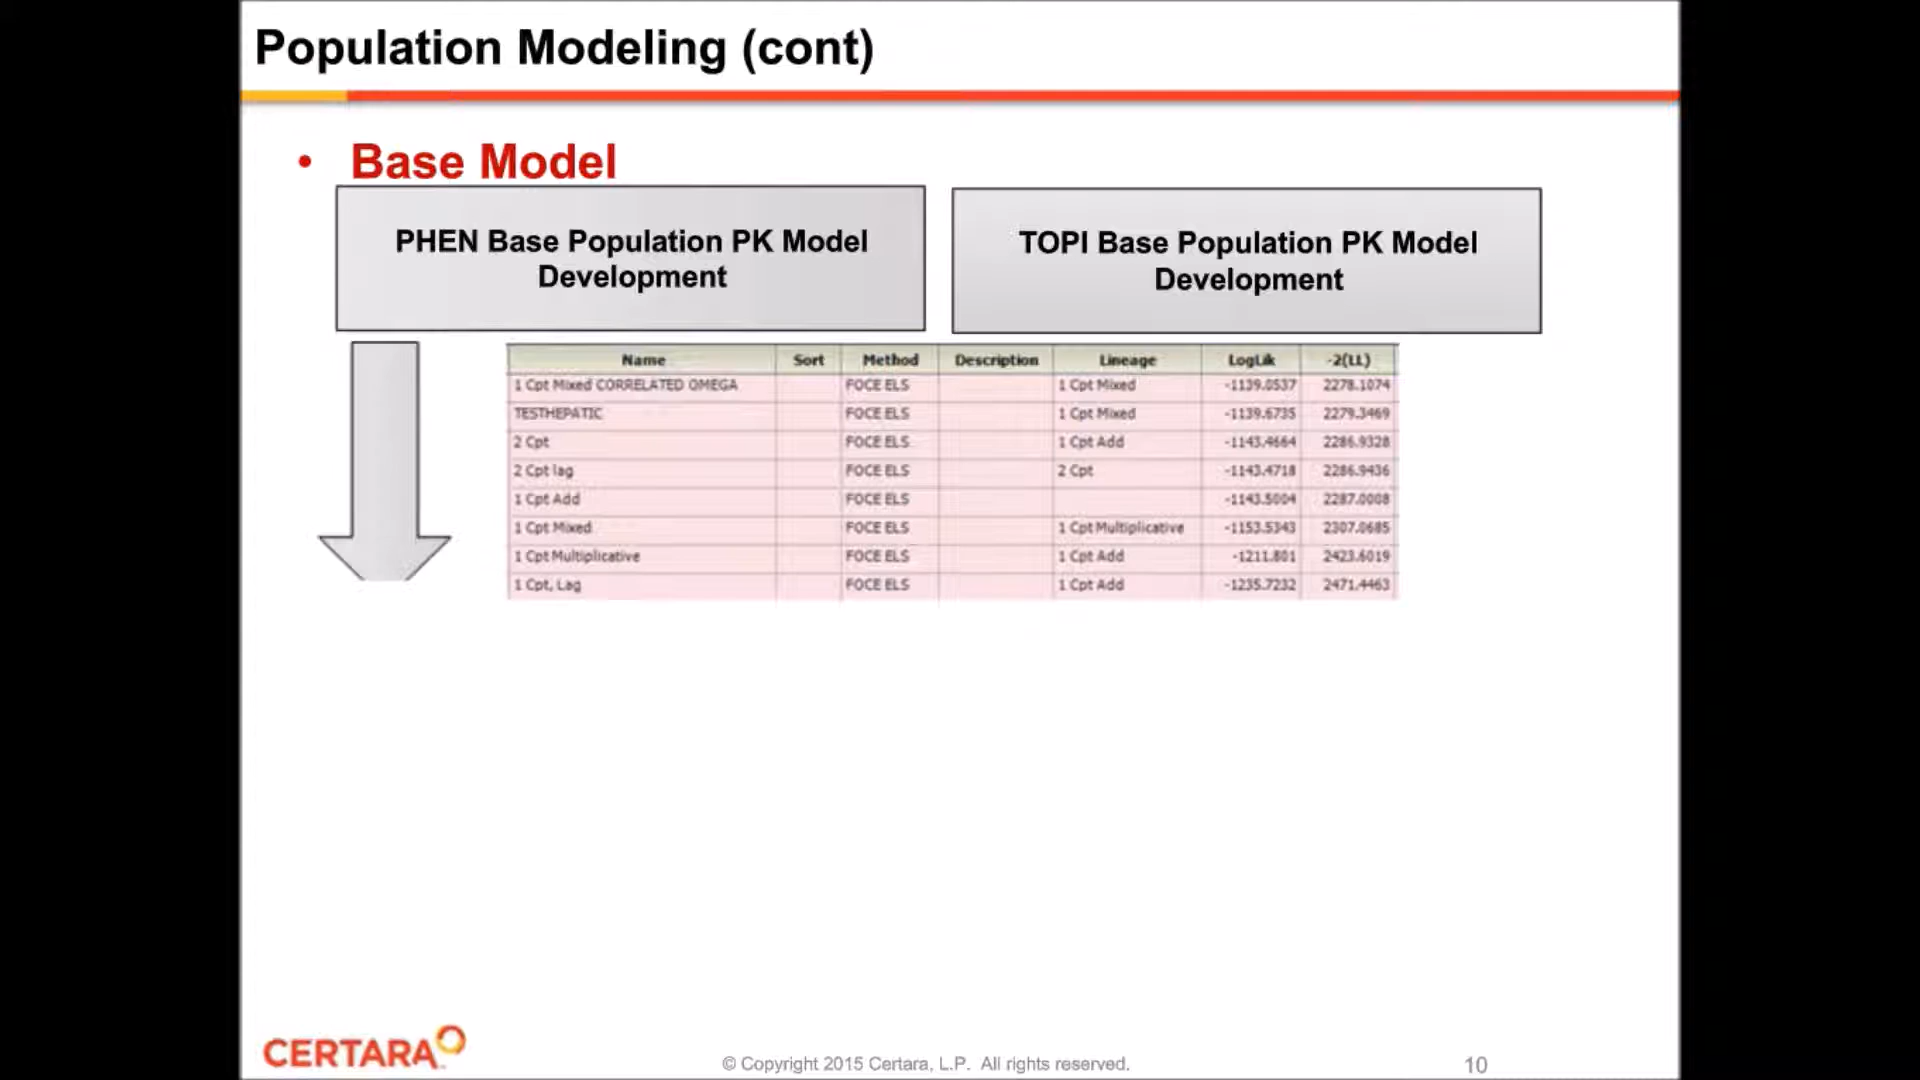 Population Modeling (cont)
• Base Model
PHEN Base Population PK Model
Development
TOPI Base Population PK Model
Development
Name Sort Method Description Lineage LogLik -2(LL)
1 Cpt Mixed CORRELATED OMEGA FOCE ELS 1 Cpt Mixed -1139.0537 2278.1074
TESTHEPATIC FOCE ELS 1 Cpt Mixed -1139.6735 2279.3469
2 Cpt FOCE ELS 1 Cpt Add -1143.4664 2286.9328
2 Cpt lag FOCE ELS 2 Cpt -1143.4718 2286.9436
1 Cpt Add FOCE ELS -1143.5004 2287.0008
1 Cpt Mixed FOCE ELS 1 Cpt Multiplicative -1153.5343 2307.0685
1 Cpt Multiplicative FOCE ELS 1 Cpt Add -1211.801 2423.6019
1 Cpt, Lag FOCE ELS 1 Cpt Add -1235.7232 2471.4463
CERTARA
© Copyright 2015 Certara, L.P. All rights reserved.
10